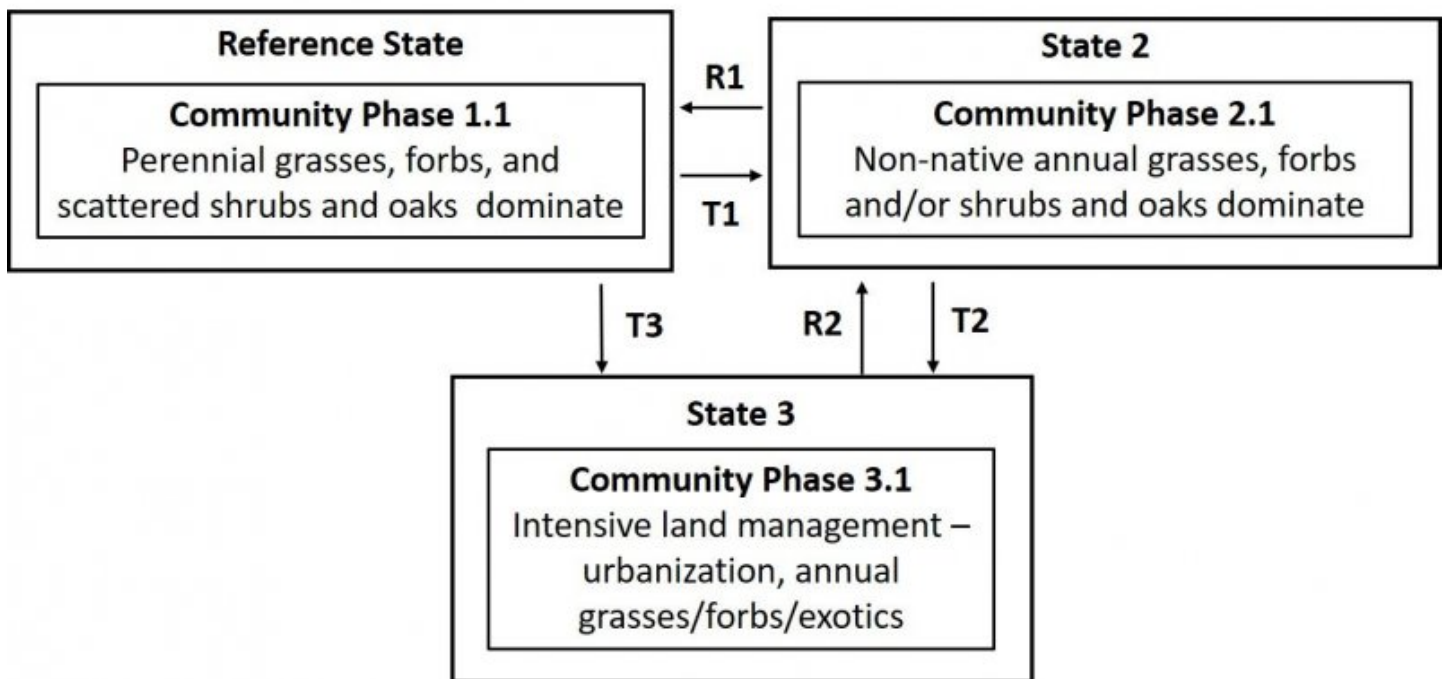 Reference State
Community Phase 1.1
Perennial grasses, forbs, and
scattered shrubs and oaks dominate
R1
T1
State 2
Community Phase 2.1
Non-native annual grasses, forbs
and/or shrubs and oaks dominate
T3
R2
T2
State 3
Community Phase 3.1
Intensive land management –
urbanization, annual
grasses/forbs/exotics